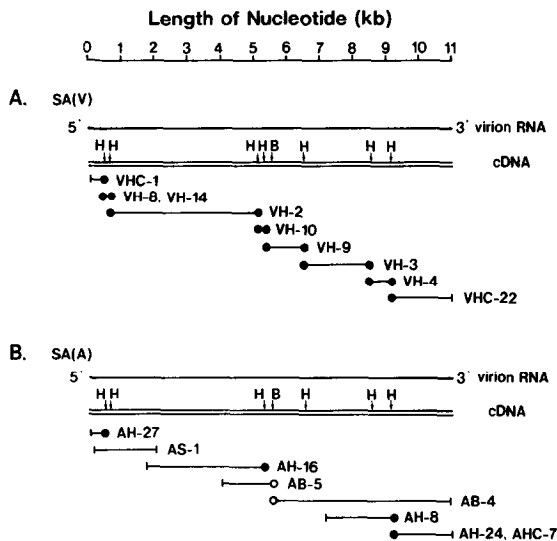 Length of Nucleotide (kb)
0 1 2 3 4 5 6 7 8 9 10 11
A. SA(V)
5' 3' virion RNA
H H H H B H H H
cDNA
VHC-1
VH-8, VH-14
VH-2
VH-10
VH-9
VH-3
VH-4
VHC-22
B. SA(A)
5' 3' virion RNA
H H H B H H H
cDNA
AH-27
AS-1
AH-16
AB-5
AB-4
AH-8
AH-24, AHC-7